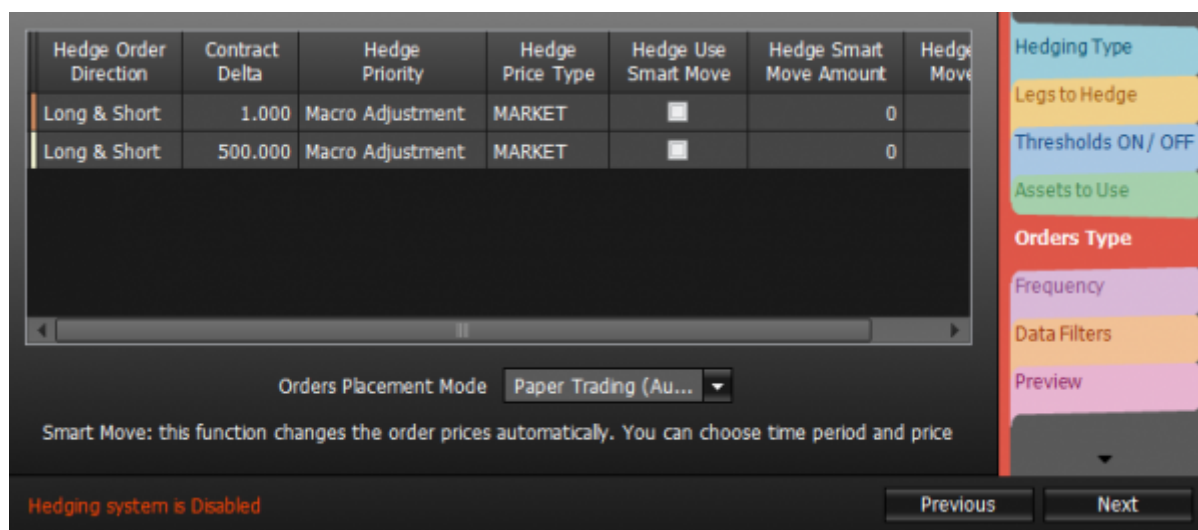 Hedge Order Direction Contract Delta Hedge Priority Hedge Price Type Hedge Use Smart Move Hedge Smart Move Amount Hedge Move
Long & Short 1.000 Macro Adjustment MARKET 0
Long & Short 500.000 Macro Adjustment MARKET 0
Orders Placement Mode Paper Trading (Au...
Smart Move: this function changes the order prices automatically. You can choose time period and price
Hedging system is Disabled
Previous Next
Hedging Type
Legs to Hedge
Thresholds ON / OFF
Assets to Use
Orders Type
Frequency
Data Filters
Preview